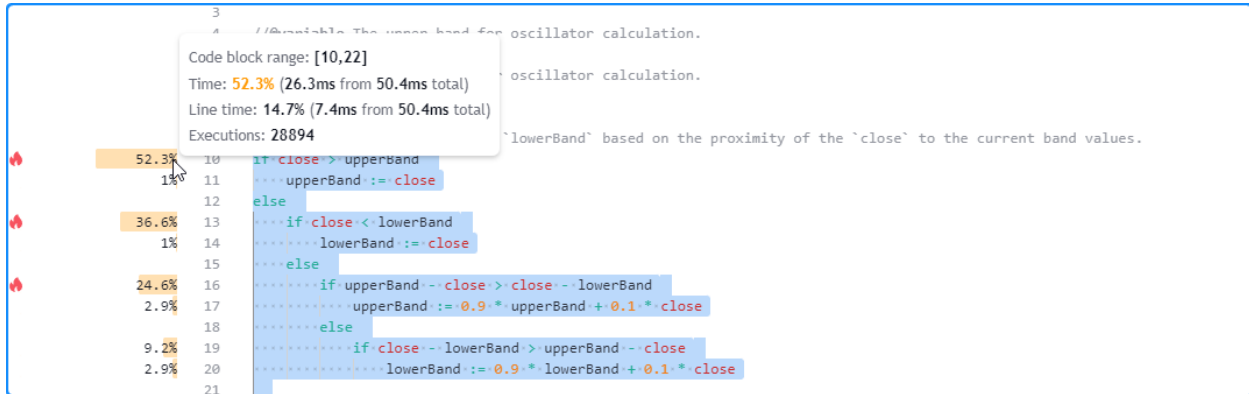 3
4 //@variable The upper band for oscillator calculation.
Code block range: [10,22]
Time: 52.3% (26.3ms from 50.4ms total)
Line time: 14.7% (7.4ms from 50.4ms total)
Executions: 28894
oscillator calculation.
`lowerBand` based on the proximity of the `close` to the current band values.
52.3% 10 if close > upperBand
1% 11 upperBand := close
12 else
36.6% 13 if close < lowerBand
1% 14 lowerBand := close
15 else
24.6% 16 if upperBand - close > close - lowerBand
2.9% 17 upperBand := 0.9 * upperBand + 0.1 * close
18 else
9.2% 19 if close - lowerBand > upperBand - close
2.9% 20 lowerBand := 0.9 * lowerBand + 0.1 * close
21